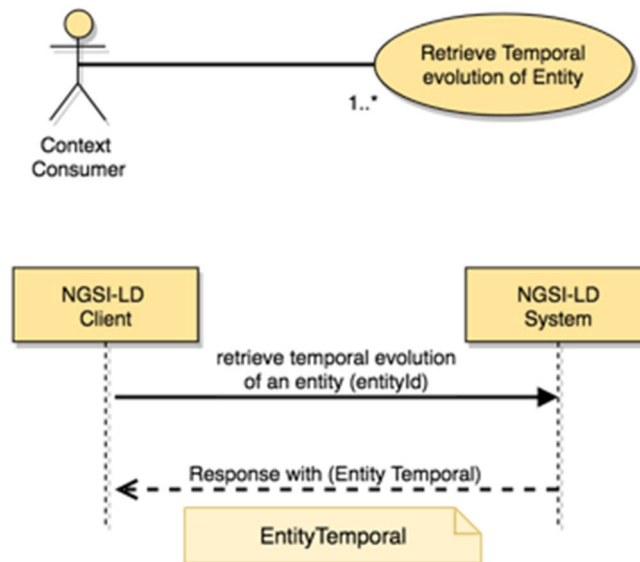 Retrieve Temporal
evolution of Entity
1..*
Context
Consumer
NGSI-LD
Client
NGSI-LD
System
retrieve temporal evolution
of an entity (entityId)
Response with (Entity Temporal)
EntityTemporal